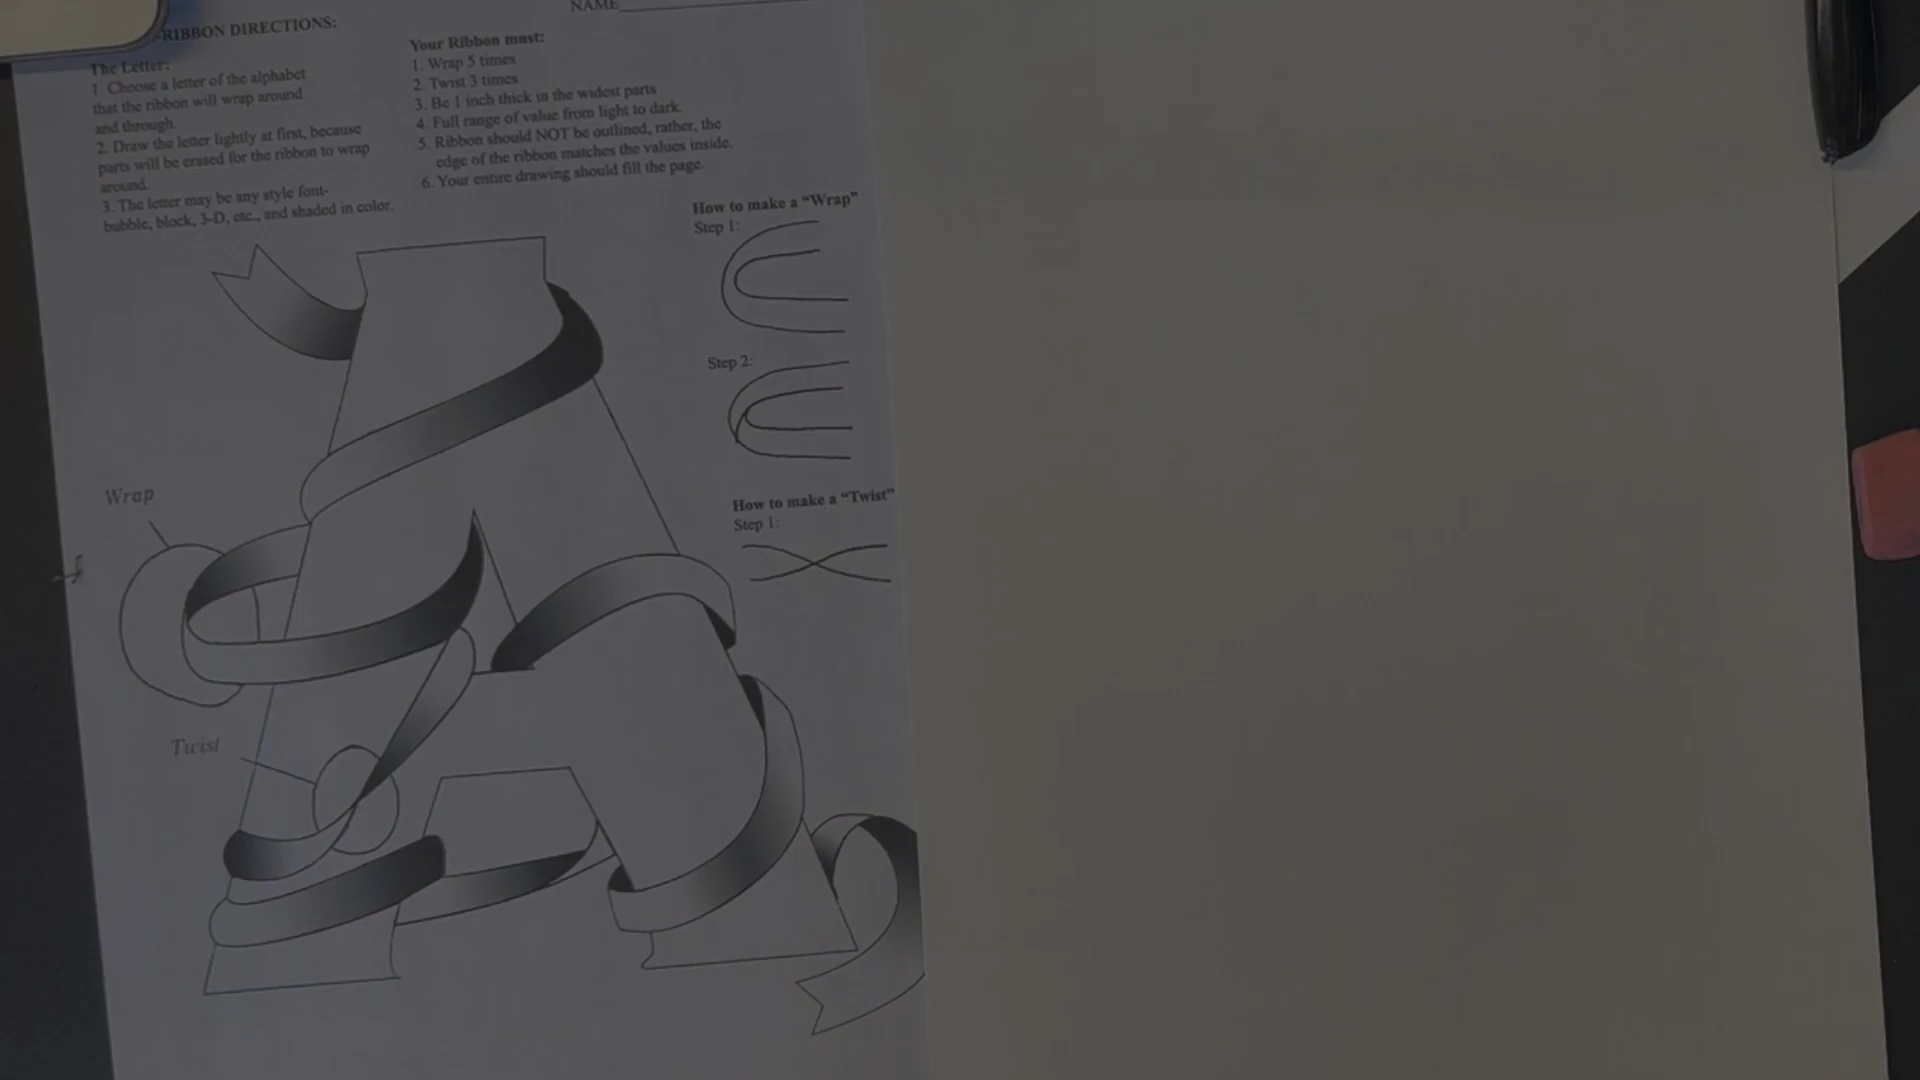 NAME
RIBBON DIRECTIONS:
The Letter:
1. Choose a letter of the alphabet
that the ribbon will wrap around
and through.
2. Draw the letter lightly at first, because
parts will be erased for the ribbon to wrap
around.
3. The letter may be any style font-
bubble, block, 3-D, etc., and shaded in color.
Your Ribbon must:
1. Wrap 5 times
2. Twist 3 times
3. Be 1 inch thick in the widest parts
4. Full range of value from light to dark.
5. Ribbon should NOT be outlined, rather, the
edge of the ribbon matches the values inside.
6. Your entire drawing should fill the page.
How to make a “Wrap”
Step 1:
Step 2:
How to make a “Twist”
Step 1:
Wrap
Twist